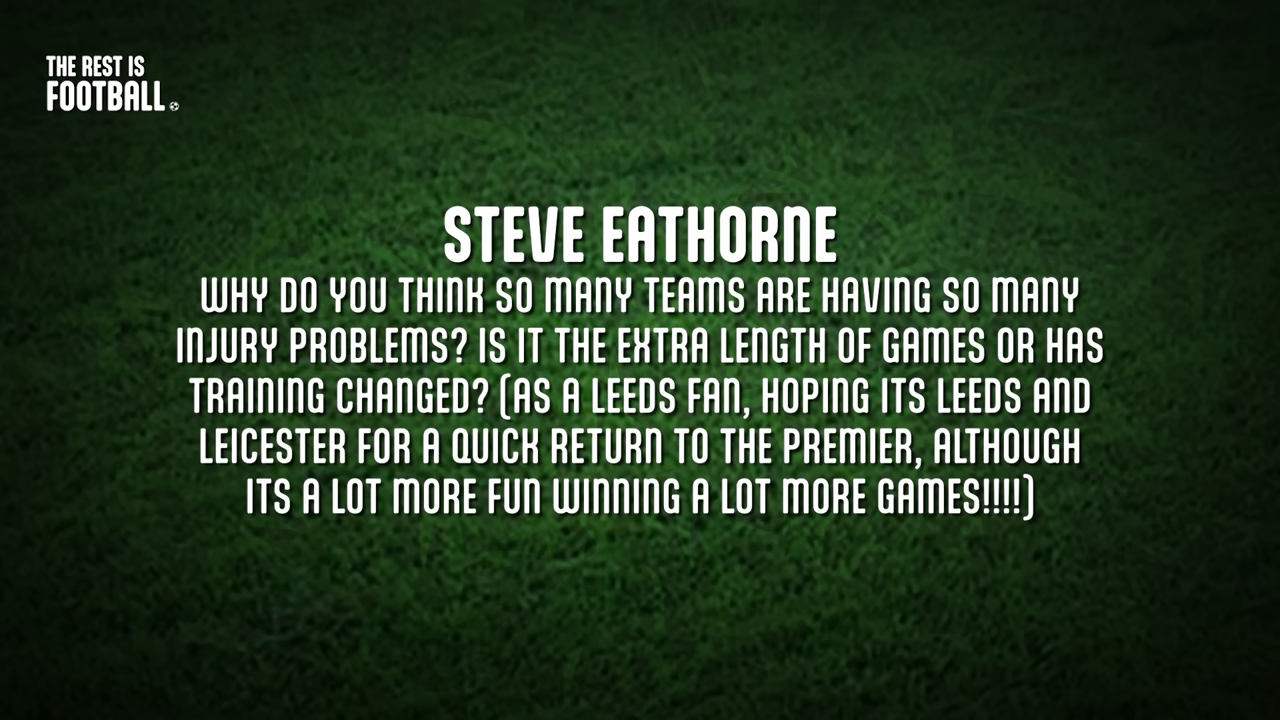 THE REST IS
FOOTBALL
STEVE EATHORNE
WHY DO YOU THINK SO MANY TEAMS ARE HAVING SO MANY
INJURY PROBLEMS? IS IT THE EXTRA LENGTH OF GAMES OR HAS
TRAINING CHANGED? (AS A LEEDS FAN, HOPING ITS LEEDS AND
LEICESTER FOR A QUICK RETURN TO THE PREMIER, ALTHOUGH
ITS A LOT MORE FUN WINNING A LOT MORE GAMES!!!!)